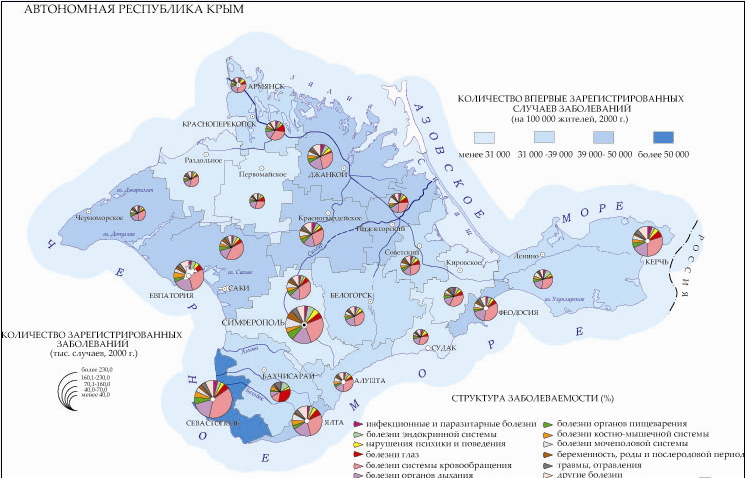 АВТОНОМНАЯ РЕСПУБЛИКА КРЫМ
КОЛИЧЕСТВО ВПЕРВЫЕ ЗАРЕГИСТРИРОВАННЫХ
СЛУЧАЕВ ЗАБОЛЕВАНИЙ
(на 100 000 жителей, 2000 г.)
менее 31 000
31 000 -39 000
39 000- 50 000
более 50 000
АРМЯНСК
КРАСНОПЕРЕКОПСК
Раздольное
Первомайское
ДЖАНКОЙ
АЗОВСКОЕ
МОРЕ
Черноморское
Красногвардейское
Нижнегорский
Советский
Кировское
Ленино
КЕРЧЬ
РОССИЯ
ЕВПАТОРИЯ
САКИ
СИМФЕРОПОЛЬ
БЕЛОГОРСК
ФЕОДОСИЯ
СУДАК
БАХЧИСАРАЙ
АЛУШТА
СЕВАСТОПОЛЬ
ЯЛТА
ЧЕРНОЕ
МОРЕ
КОЛИЧЕСТВО ЗАРЕГИСТРИРОВАННЫХ
ЗАБОЛЕВАНИЙ
(тыс. случаев, 2000 г.)
более 230,0
160,1-230,0
70,1-160,0
40,0-70,0
менее 40,0
СТРУКТУРА ЗАБОЛЕВАЕМОСТИ (%)
инфекционные и паразитарные болезни
болезни эндокринной системы
нарушения психики и поведения
болезни глаз
болезни системы кровообращения
болезни органов дыхания
болезни органов пищеварения
болезни костно-мышечной системы
болезни мочеполовой системы
беременность, роды и послеродовой период
травмы, отравления
другие болезни